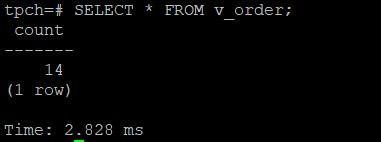 tpch=# SELECT * FROM v_order;
count
-------
14
(1 row)
Time: 2.828 ms